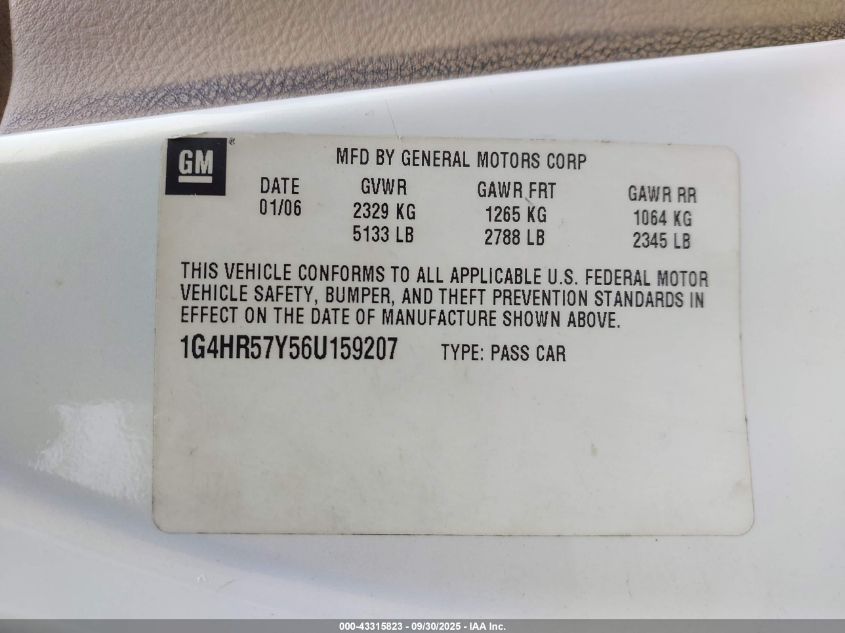 GM®
MFD BY GENERAL MOTORS CORP
DATE GVWR GAWR FRT GAWR RR
01/06 2329 KG 1265 KG 1064 KG
5133 LB 2788 LB 2345 LB
THIS VEHICLE CONFORMS TO ALL APPLICABLE U.S. FEDERAL MOTOR
VEHICLE SAFETY, BUMPER, AND THEFT PREVENTION STANDARDS IN
EFFECT ON THE DATE OF MANUFACTURE SHOWN ABOVE.
1G4HR57Y56U159207 TYPE: PASS CAR
000-43315823 - 09/30/2025 - IAA Inc.